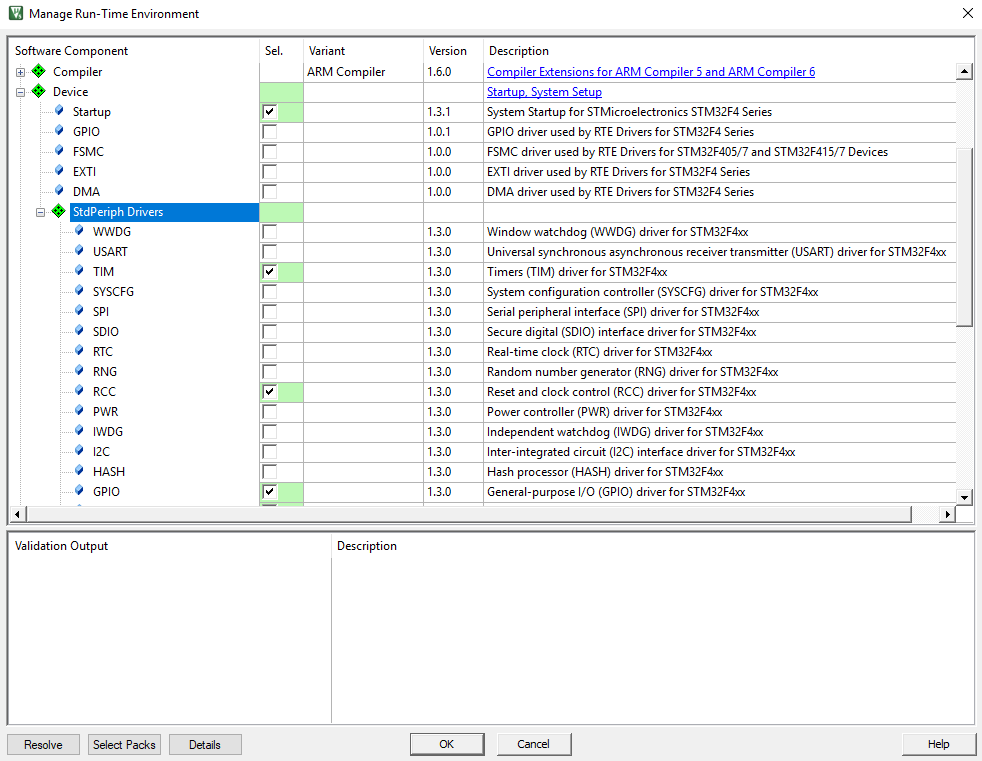 Manage Run-Time Environment
Software Component Sel. Variant Version Description
Compiler ARM Compiler 1.6.0 Compiler Extensions for ARM Compiler 5 and ARM Compiler 6
Device Startup, System Setup
Startup 1.3.1 System Startup for STMicroelectronics STM32F4 Series
GPIO 1.0.1 GPIO driver used by RTE Drivers for STM32F4 Series
FSMC 1.0.0 FSMC driver used by RTE Drivers for STM32F405/7 and STM32F415/7 Devices
EXTI 1.0.0 EXTI driver used by RTE Drivers for STM32F4 Series
DMA 1.0.0 DMA driver used by RTE Drivers for STM32F4 Series
StdPeriph Drivers
WWDG 1.3.0 Window watchdog (WWDG) driver for STM32F4xx
USART 1.3.0 Universal synchronous asynchronous receiver transmitter (USART) driver for STM32F4xx
TIM 1.3.0 Timers (TIM) driver for STM32F4xx
SYSCFG 1.3.0 System configuration controller (SYSCFG) driver for STM32F4xx
SPI 1.3.0 Serial peripheral interface (SPI) driver for STM32F4xx
SDIO 1.3.0 Secure digital (SDIO) interface driver for STM32F4xx
RTC 1.3.0 Real-time clock (RTC) driver for STM32F4xx
RNG 1.3.0 Random number generator (RNG) driver for STM32F4xx
RCC 1.3.0 Reset and clock control (RCC) driver for STM32F4xx
PWR 1.3.0 Power controller (PWR) driver for STM32F4xx
IWDG 1.3.0 Independent watchdog (IWDG) driver for STM32F4xx
I2C 1.3.0 Inter-integrated circuit (I2C) interface driver for STM32F4xx
HASH 1.3.0 Hash processor (HASH) driver for STM32F4xx
GPIO 1.3.0 General-purpose I/O (GPIO) driver for STM32F4xx
Validation Output Description
Resolve Select Packs Details OK Cancel Help